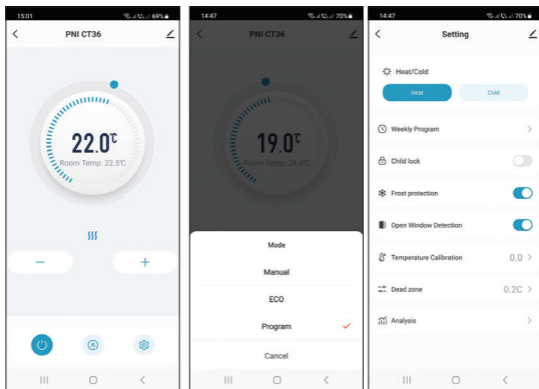 15:01
69%
PNI CT36
22.0°C
Room Temp. 22.5°C
14:47
70%
PNI CT36
19.0°C
Room Temp. 24.6°C
Mode
Manual
ECO
Program
Cancel
14:47
70%
Setting
Heat/Cold
Heat
Cold
Weekly Program
Child lock
Frost protection
Open Window Detection
Temperature Calibration 0.0
Dead zone 0.2C
Analysis